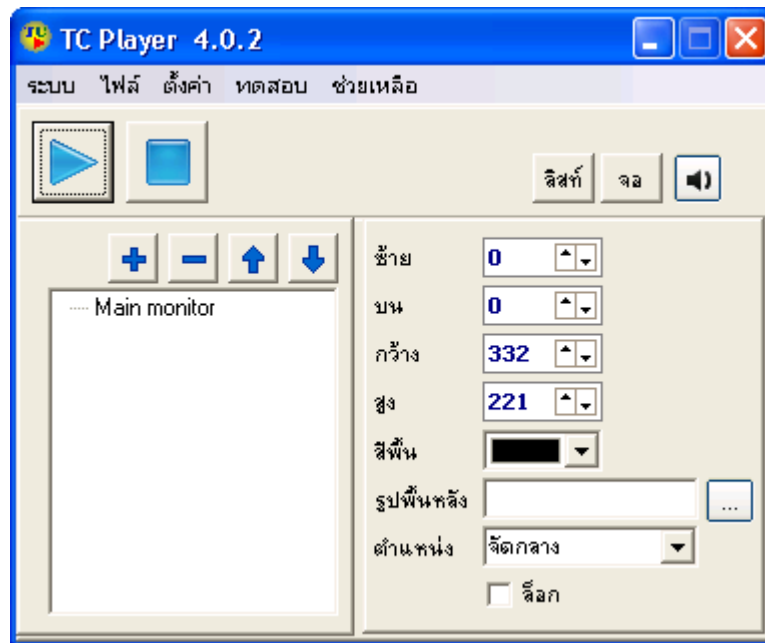 TC Player 4.0.2
ระบบ ไฟล์ ตั้งค่า ทดสอบ ช่วยเหลือ
ลิสท์ จอ
Main monitor
ซ้าย 0
บน 0
กว้าง 332
สูง 221
สีพื้น
รูปพื้นหลัง ...
ตำแหน่ง จัดกลาง
ล็อก